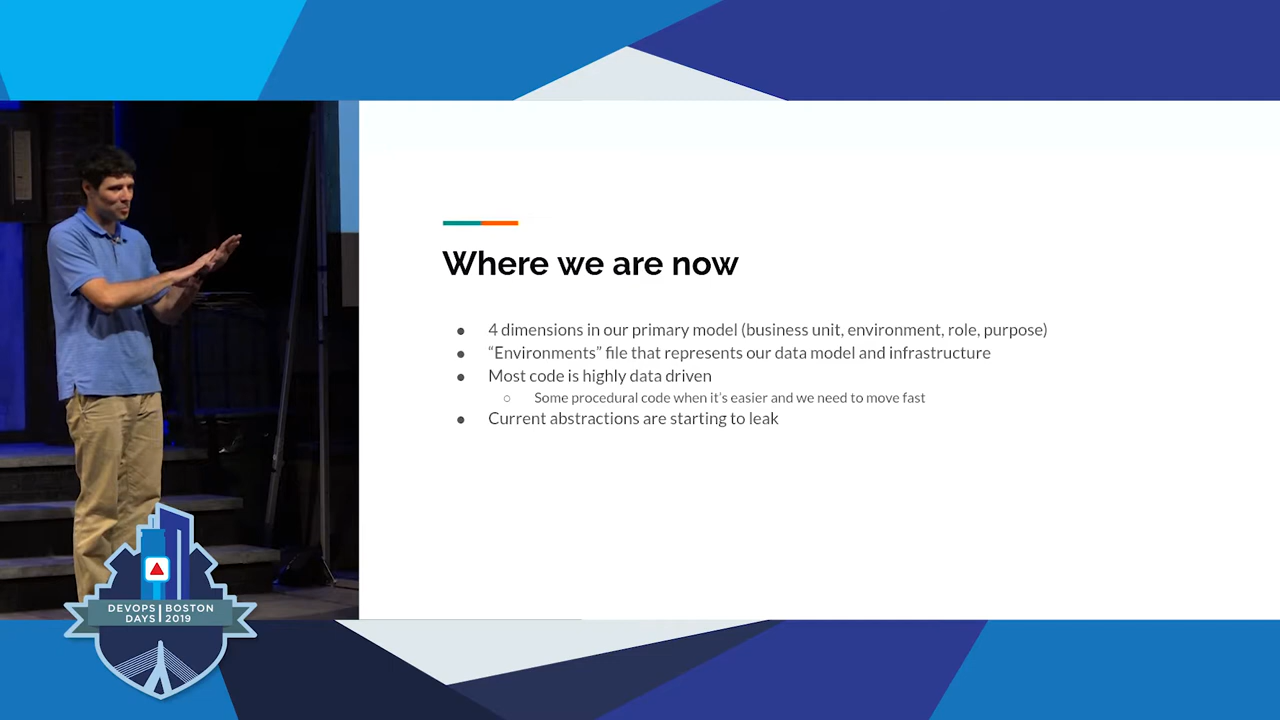 Where we are now
● 4 dimensions in our primary model (business unit, environment, role, purpose)
● “Environments” file that represents our data model and infrastructure
● Most code is highly data driven
○ Some procedural code when it's easier and we need to move fast
● Current abstractions are starting to leak
DEVOPS BOSTON
DAYS 2019